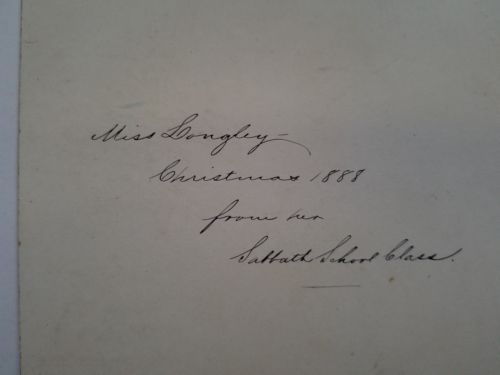 Miss Longley
Christmas 1888
from her
Sabbath School Class.